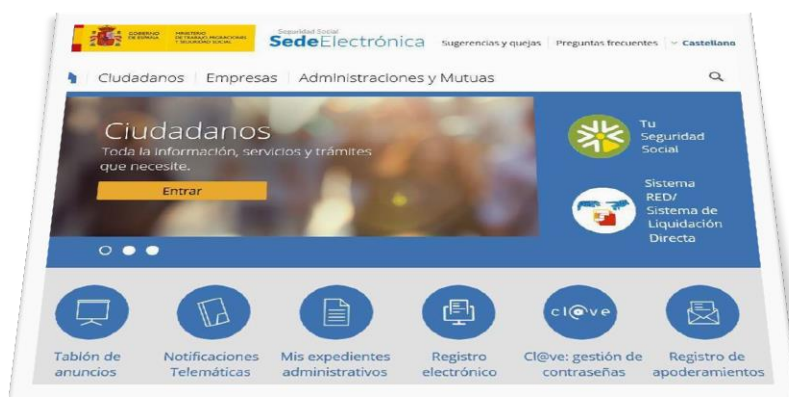 GOBIERNO
DE ESPAÑA
MINISTERIO
DE TRABAJO, MIGRACIONES
Y SEGURIDAD SOCIAL
Seguridad Social
SedeElectrónica
Sugerencias y quejas
Preguntas frecuentes
Castellano
Ciudadanos
Empresas
Administraciones y Mutuas
Ciudadanos
Toda la información, servicios y trámites
que necesite.
Entrar
Tu
Seguridad
Social
Sistema
RED/
Sistema de
Liquidación
Directa
Tablón de
anuncios
Notificaciones
Telemáticas
Mis expedientes
administrativos
Registro
electrónico
cl@ve
Cl@ve: gestión de
contraseñas
Registro de
apoderamientos